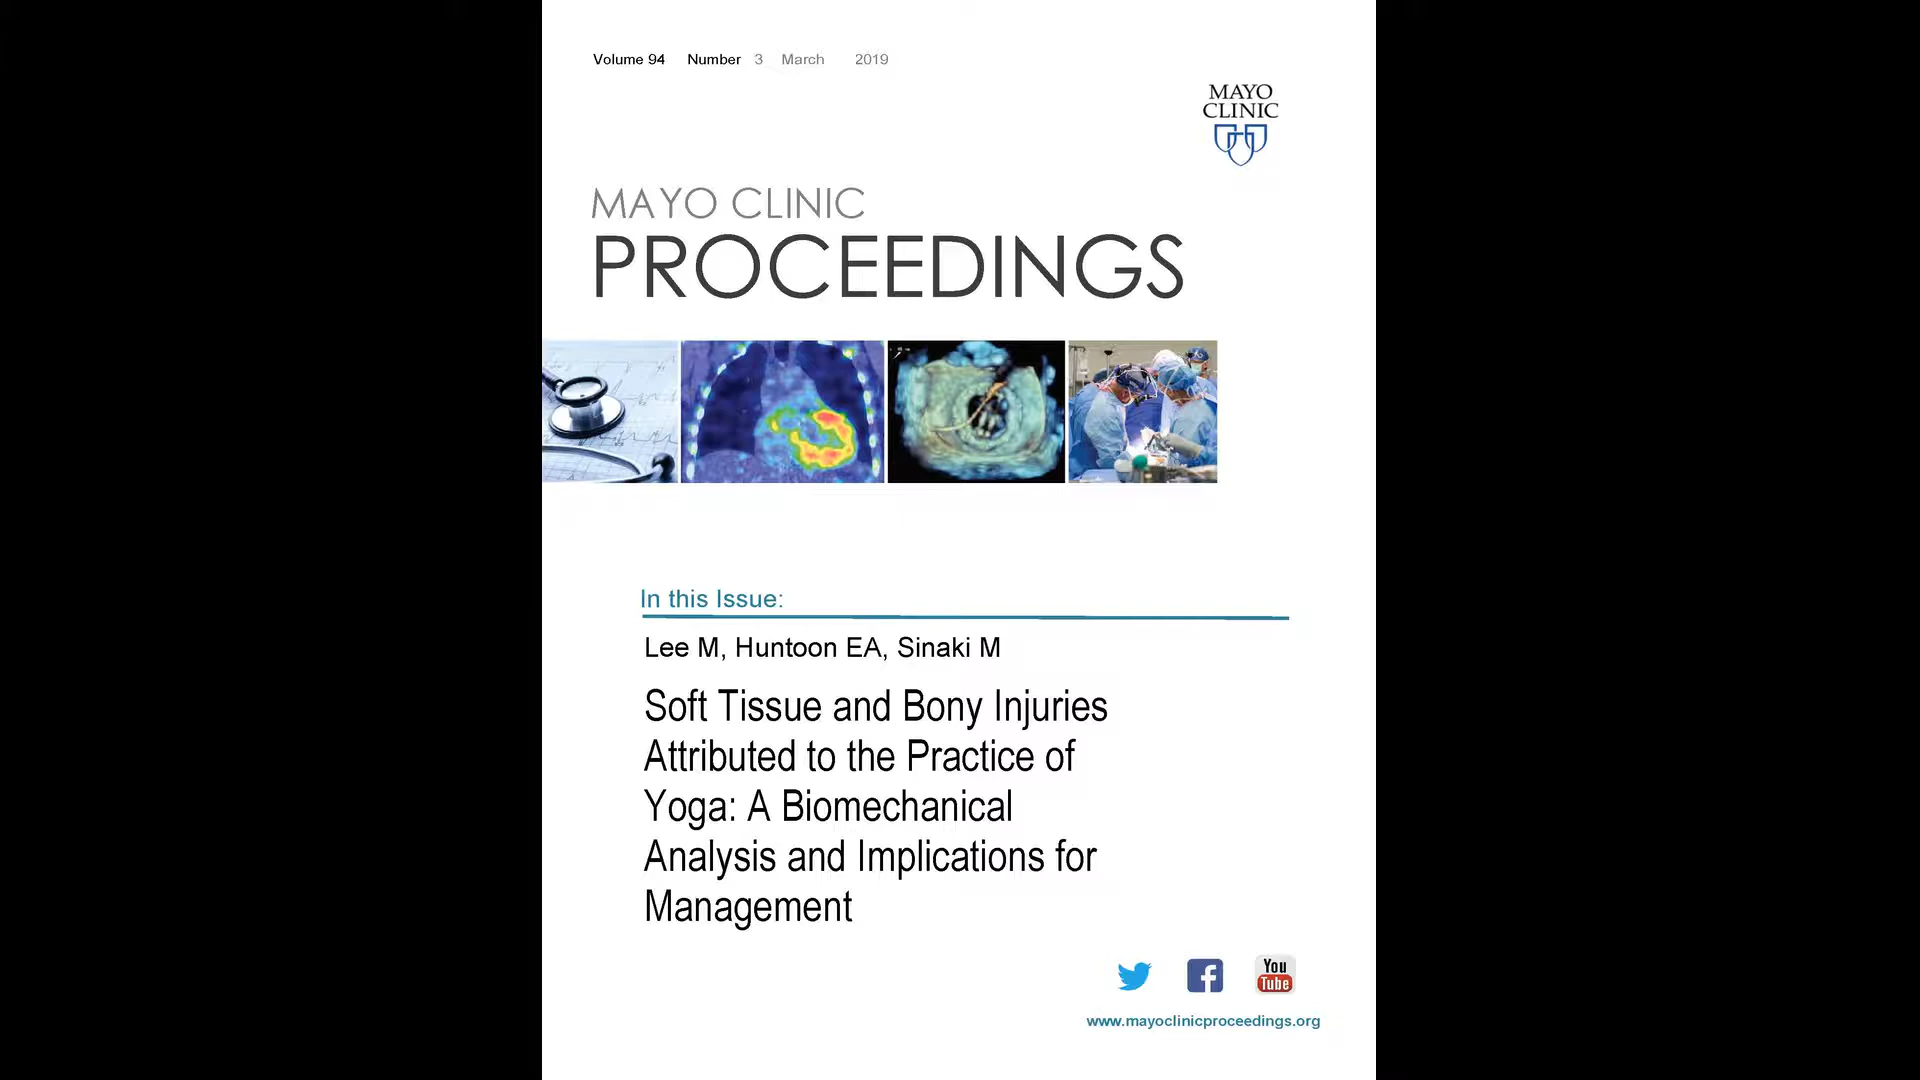 Volume 94 Number 3 March 2019
MAYO
CLINIC
MAYO CLINIC
PROCEEDINGS
In this Issue:
Lee M, Huntoon EA, Sinaki M
Soft Tissue and Bony Injuries
Attributed to the Practice of
Yoga: A Biomechanical
Analysis and Implications for
Management
You
Tube
www.mayoclinicproceedings.org